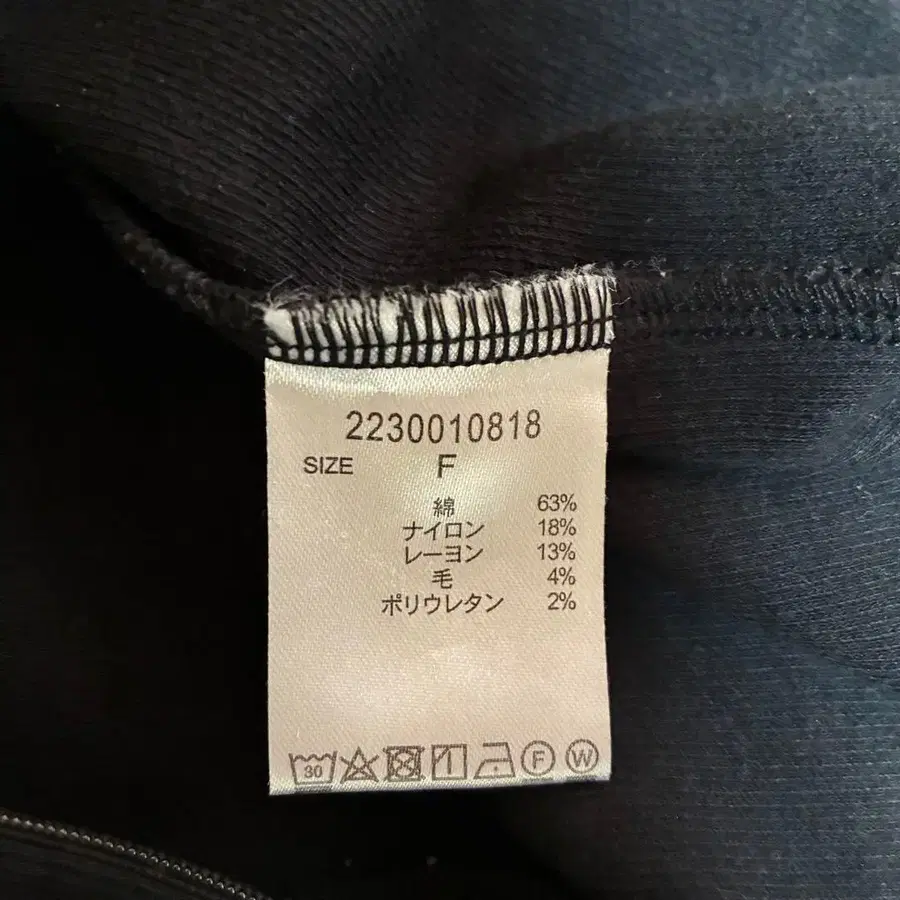 2230010818
SIZE F
綿 63%
ナイロン 18%
レーヨン 13%
毛 4%
ポリウレタン 2%
30 F W